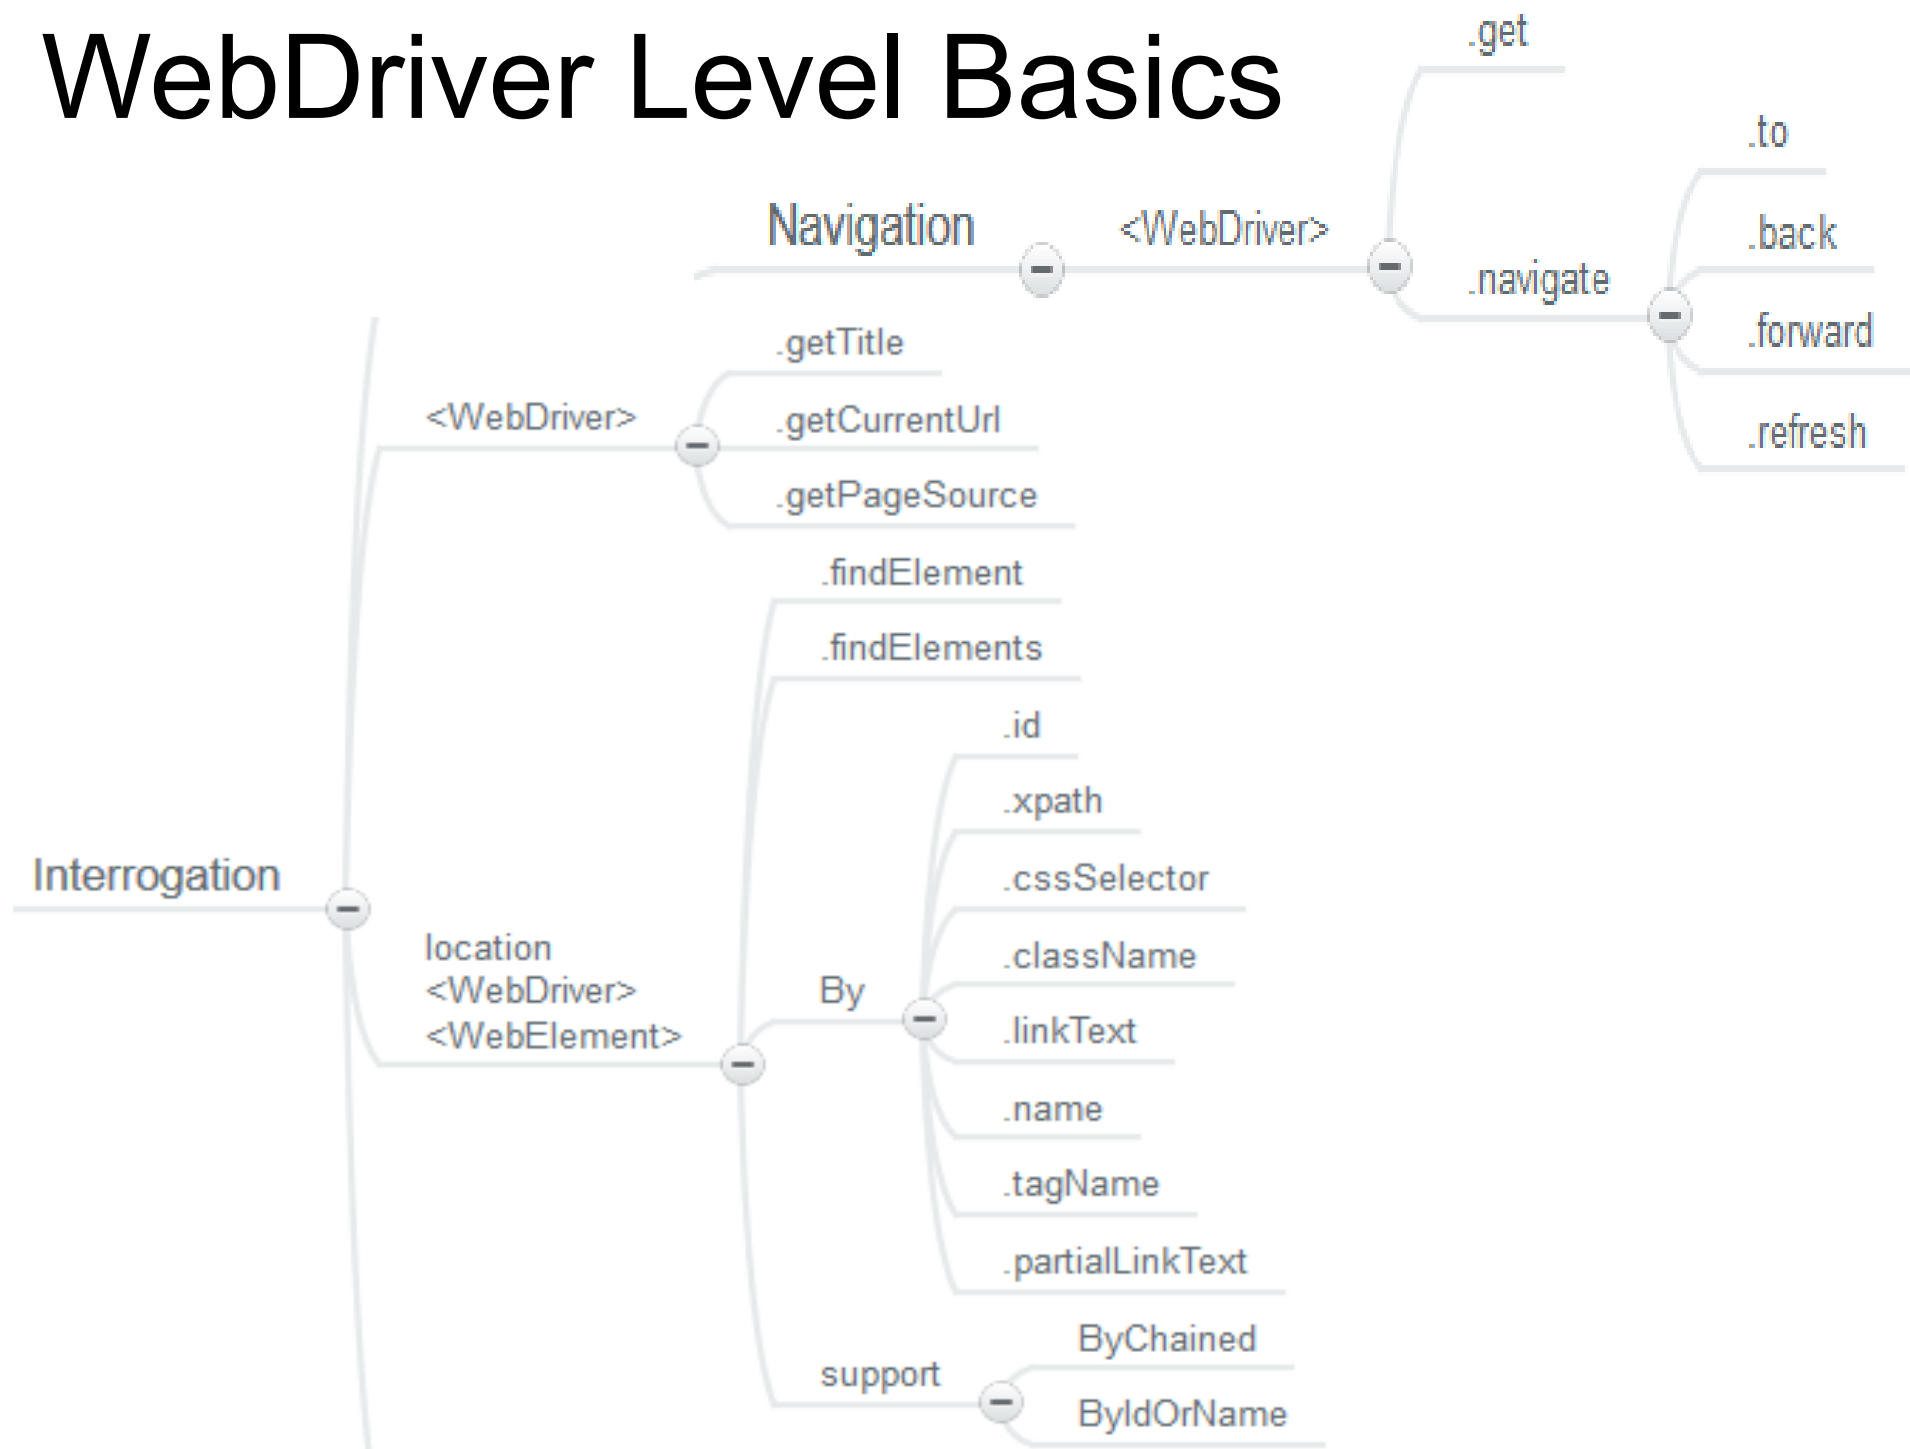 WebDriver Level Basics
Navigation
<WebDriver>
.get
.navigate
.to
.back
.forward
.refresh
Interrogation
<WebDriver>
.getTitle
.getCurrentUrl
.getPageSource
location
<WebDriver>
<WebElement>
.findElement
.findElements
By
.id
.xpath
.cssSelector
.className
.linkText
.name
.tagName
.partialLinkText
support
ByChained
ByIdOrName